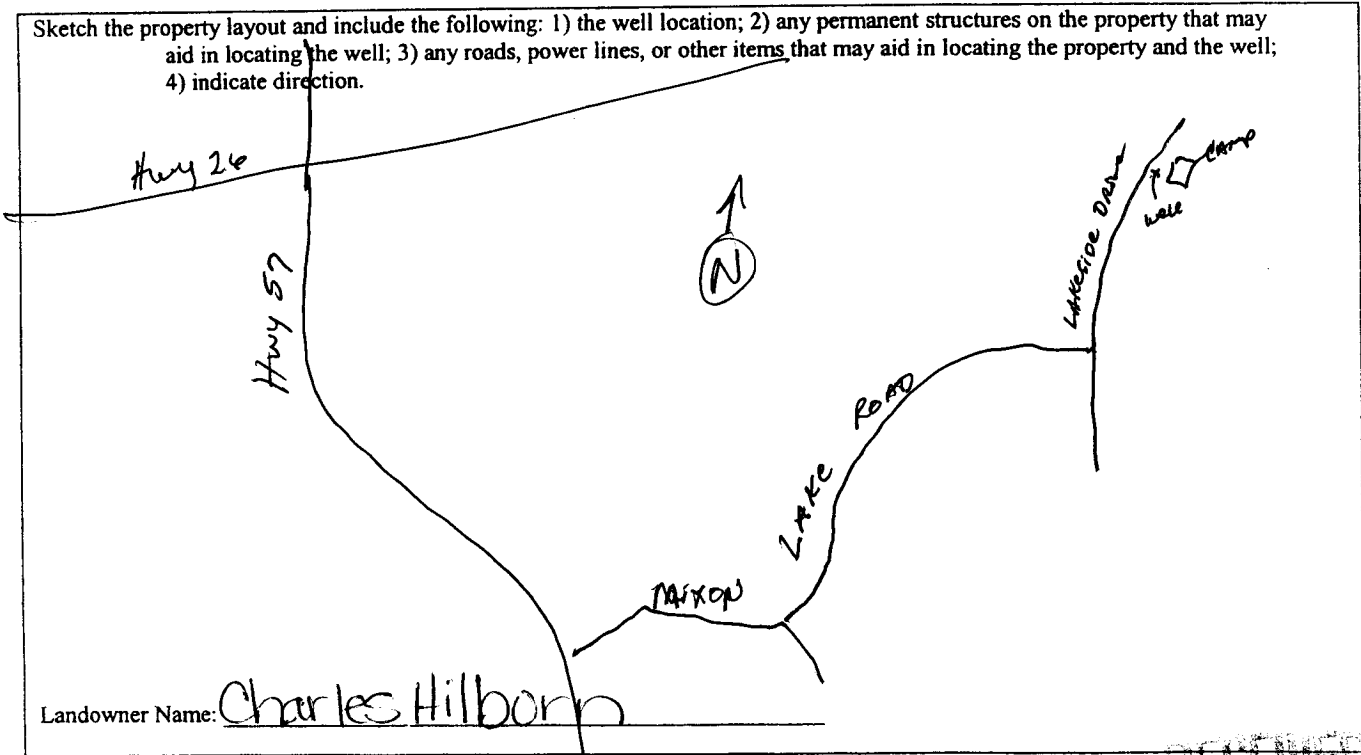 Sketch the property layout and include the following: 1) the well location; 2) any permanent structures on the property that may
aid in locating the well; 3) any roads, power lines, or other items that may aid in locating the property and the well;
4) indicate direction.
Hwy 26
Hwy 57
N
LAKESIDE DRIVE
CAMP
well
LAKE ROAD
MIXON
Landowner Name: Charles Hilborn